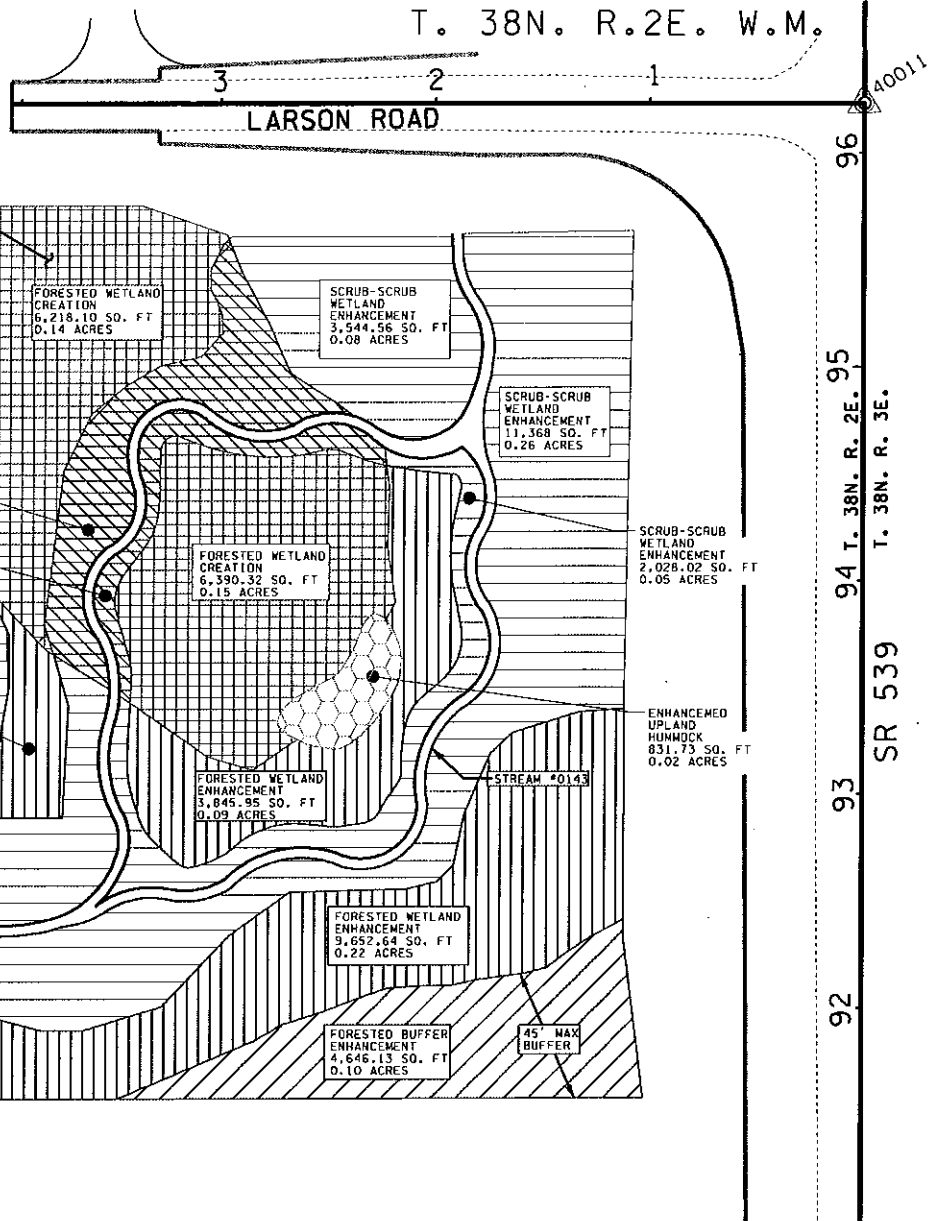 T. 38N. R.2E. W.M.
3
2
1
40011
LARSON ROAD
96
FORESTED WETLAND
CREATION
6,218.10 SQ. FT
0.14 ACRES
SCRUB-SCRUB
WETLAND
ENHANCEMENT
3,544.56 SQ. FT
0.08 ACRES
95
SCRUB-SCRUB
WETLAND
ENHANCEMENT
11,368 SQ. FT
0.26 ACRES
T. 38N. R. 2E.
T. 38N. R. 3E.
SCRUB-SCRUB
WETLAND
ENHANCEMENT
2,028.02 SQ. FT
0.05 ACRES
FORESTED WETLAND
CREATION
6,390.32 SQ. FT
0.15 ACRES
94
SR 539
ENHANCEMED
UPLAND
HUMMOCK
831.73 SQ. FT
0.02 ACRES
FORESTED WETLAND
ENHANCEMENT
3,845.95 SQ. FT
0.09 ACRES
STREAM #0143
93
FORESTED WETLAND
ENHANCEMENT
9,652.64 SQ. FT
0.22 ACRES
92
FORESTED BUFFER
ENHANCEMENT
4,646.13 SQ. FT
0.10 ACRES
45' MAX
BUFFER